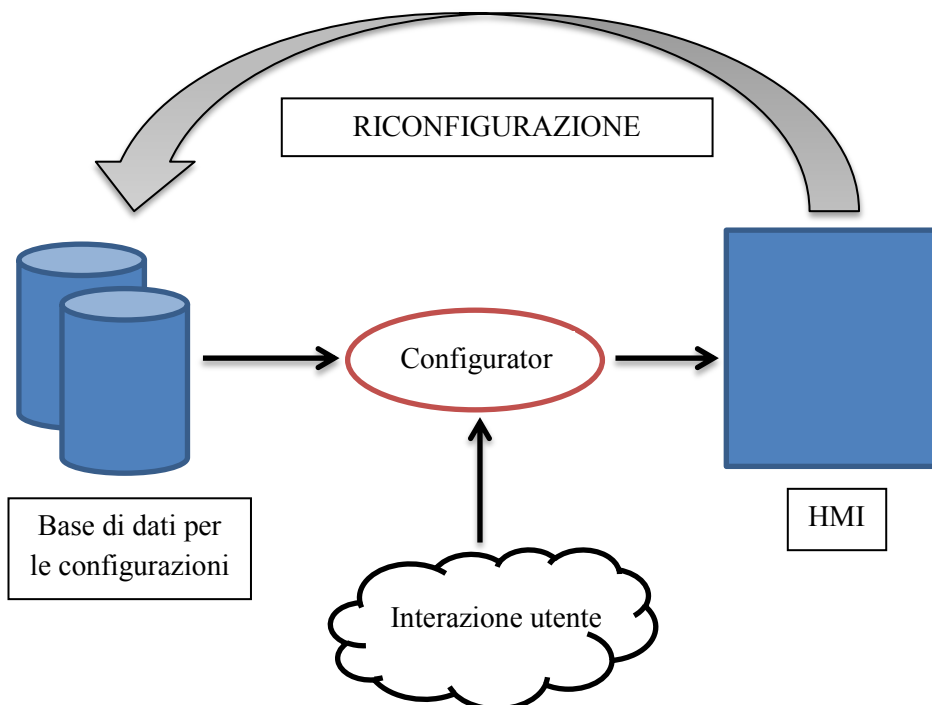 RICONFIGURAZIONE
Configurator
Base di dati per
le configurazioni
HMI
Interazione utente